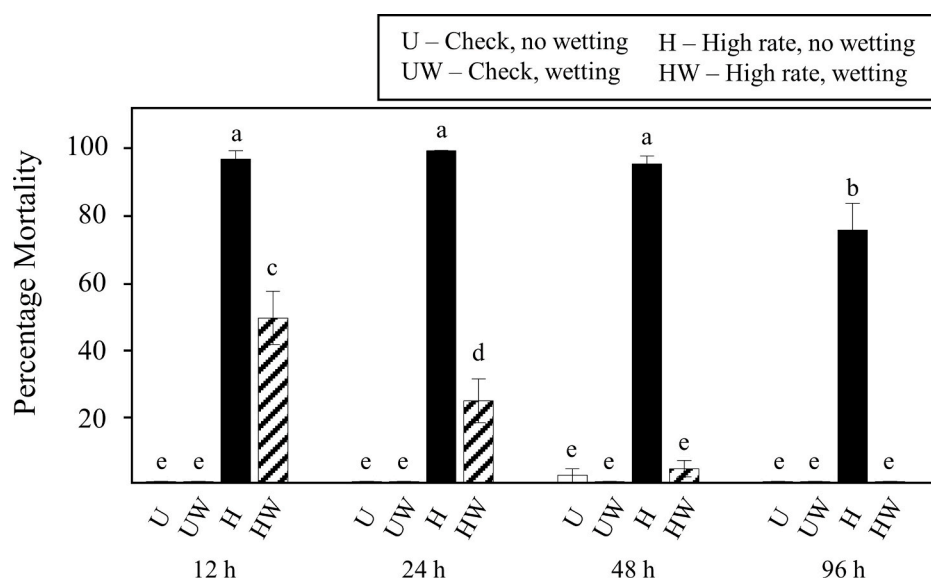 U – Check, no wetting H – High rate, no wetting
UW – Check, wetting HW – High rate, wetting
Percentage Mortality
100
80
60
40
20
e e a c
e e a d
e e a e
e e b e
U UW H HW U UW H HW U UW H HW U UW H HW
12 h 24 h 48 h 96 h